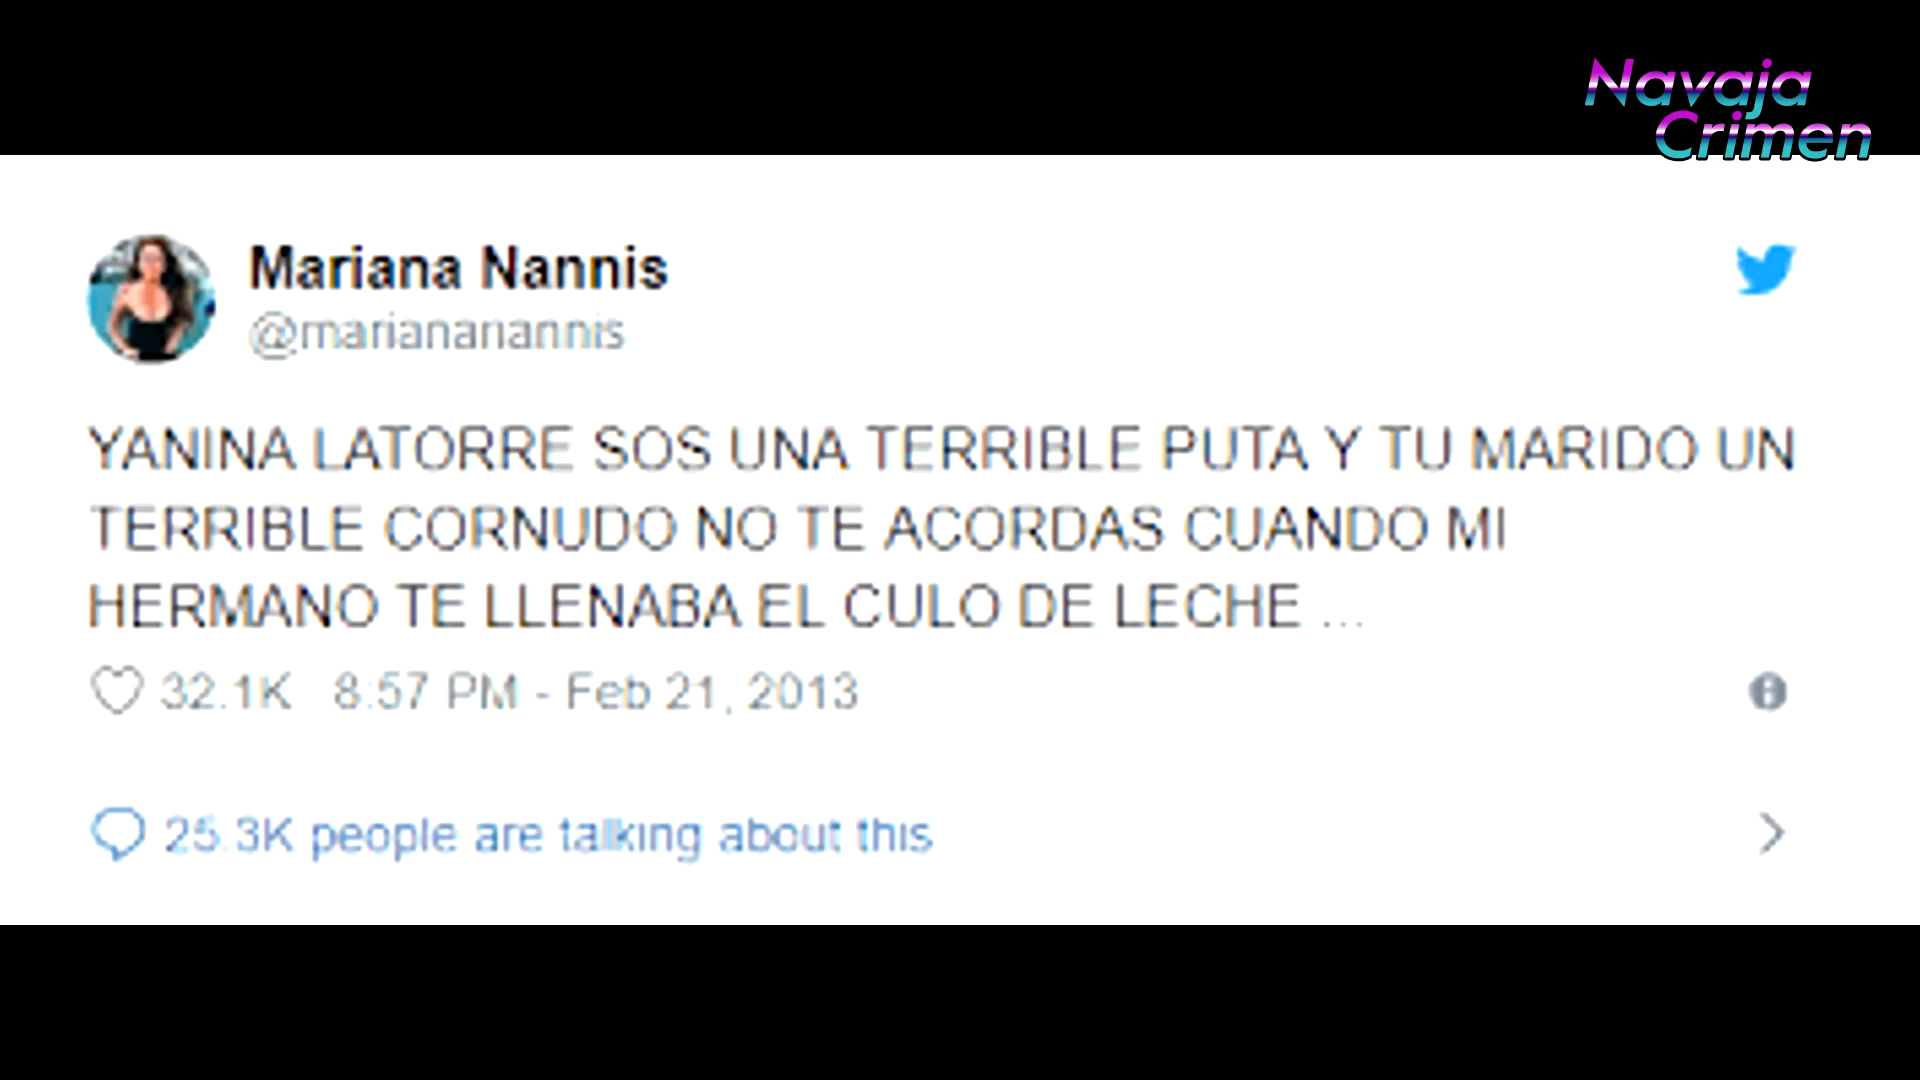 Navaja
Crimen
Mariana Nannis
@mariananannis
YANINA LATORRE SOS UNA TERRIBLE PUTA Y TU MARIDO UN
TERRIBLE CORNUDO NO TE ACORDAS CUANDO MI
HERMANO TE LLENABA EL CULO DE LECHE ...
32.1K 8:57 PM - Feb 21, 2013
25.3K people are talking about this